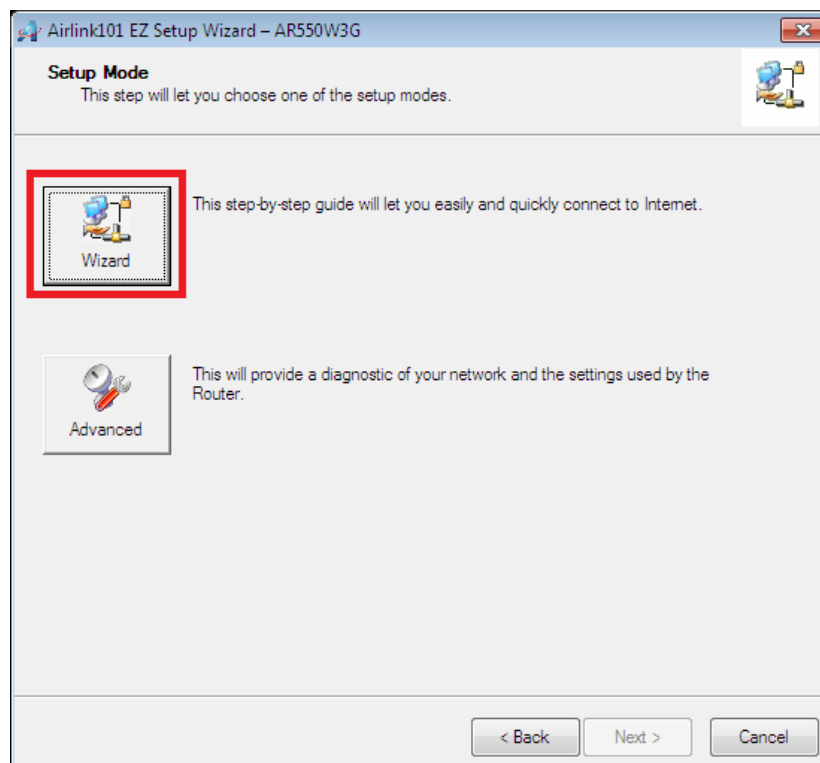 Airlink101 EZ Setup Wizard – AR550W3G
Setup Mode
This step will let you choose one of the setup modes.
Wizard
This step-by-step guide will let you easily and quickly connect to Internet.
Advanced
This will provide a diagnostic of your network and the settings used by the
Router.
< Back
Next >
Cancel